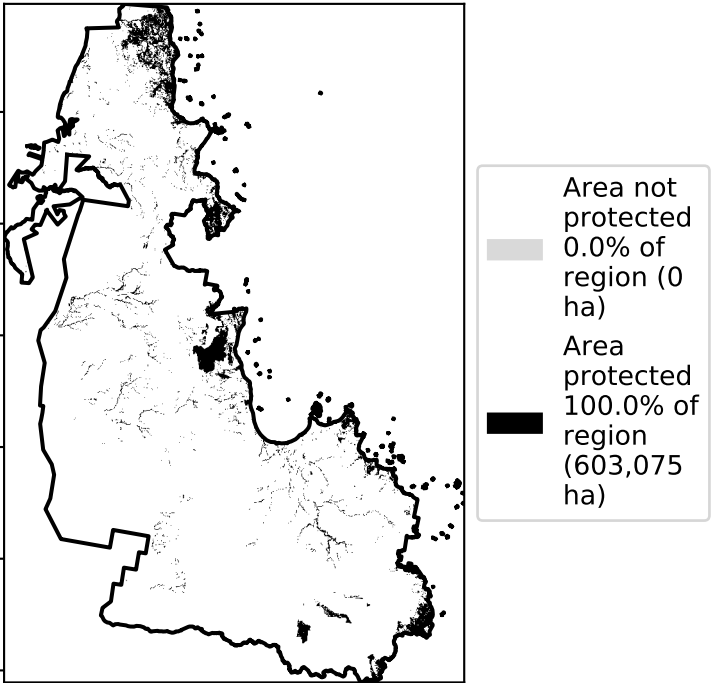 Area not
protected
0.0% of
region (0
ha)
Area
protected
100.0% of
region
(603,075
ha)